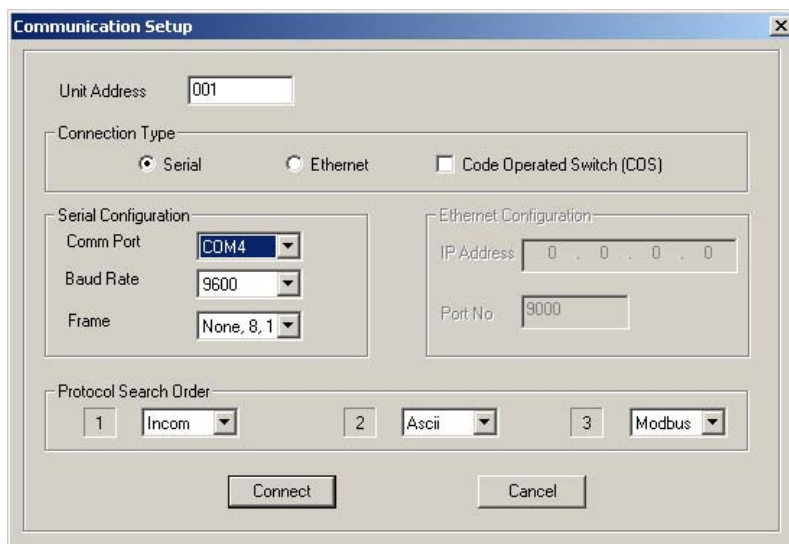 Communication Setup
Unit Address 001
Connection Type
Serial Ethernet Code Operated Switch (COS)
Serial Configuration
Comm Port COM4
Baud Rate 9600
Frame None, 8, 1
Ethernet Configuration
IP Address 0 . 0 . 0 . 0
Port No 9000
Protocol Search Order
1 Incom 2 Ascii 3 Modbus
Connect Cancel